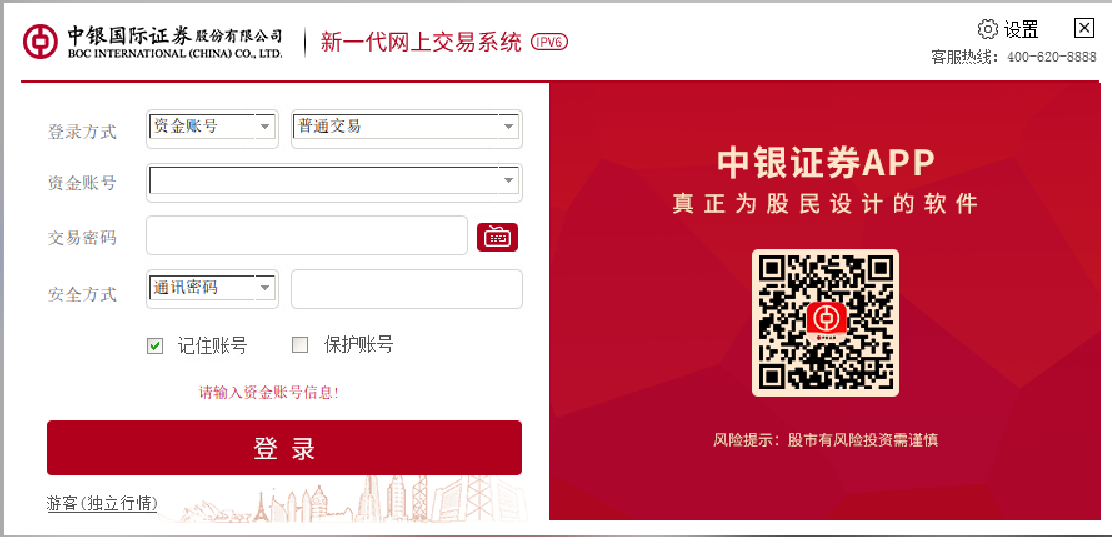 中银国际证券股份有限公司
BOC INTERNATIONAL (CHINA) CO., LTD.
新一代网上交易系统 IPV6
设置
客服热线：400-620-8888
登录方式 资金账号 普通交易
资金账号
交易密码
安全方式 通讯密码
记住账号 保护账号
请输入资金账号信息!
登录
游客(独立行情)
中银证券APP
真正为股民设计的软件
中银证券
风险提示：股市有风险投资需谨慎